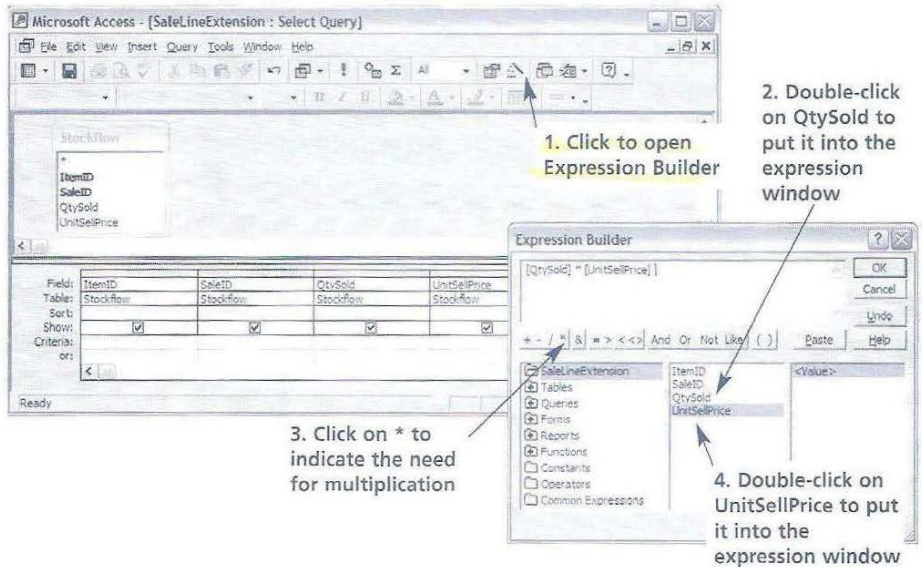 Microsoft Access - [SaleLineExtension : Select Query]
File Edit View Insert Query Tools Window Help
All
B I U
Stockflow
*
ItemID
SaleID
QtySold
UnitSellPrice
1. Click to open
Expression Builder
2. Double-click
on QtySold to
put it into the
expression
window
Field: ItemID SaleID QtySold UnitSellPrice
Table: Stockflow Stockflow Stockflow Stockflow
Sort:
Show:
Criteria:
or:
Ready
Expression Builder
[QtySold] * [UnitSellPrice]
OK
Cancel
Undo
+ - / * & = > < <> And Or Not Like ( ) Paste Help
SaleLineExtension ItemID <Value>
Tables SaleID
Queries QtySold
Forms UnitSellPrice
Reports
Functions
Constants
Operators
Common Expressions
3. Click on * to
indicate the need
for multiplication
4. Double-click on
UnitSellPrice to put
it into the
expression window